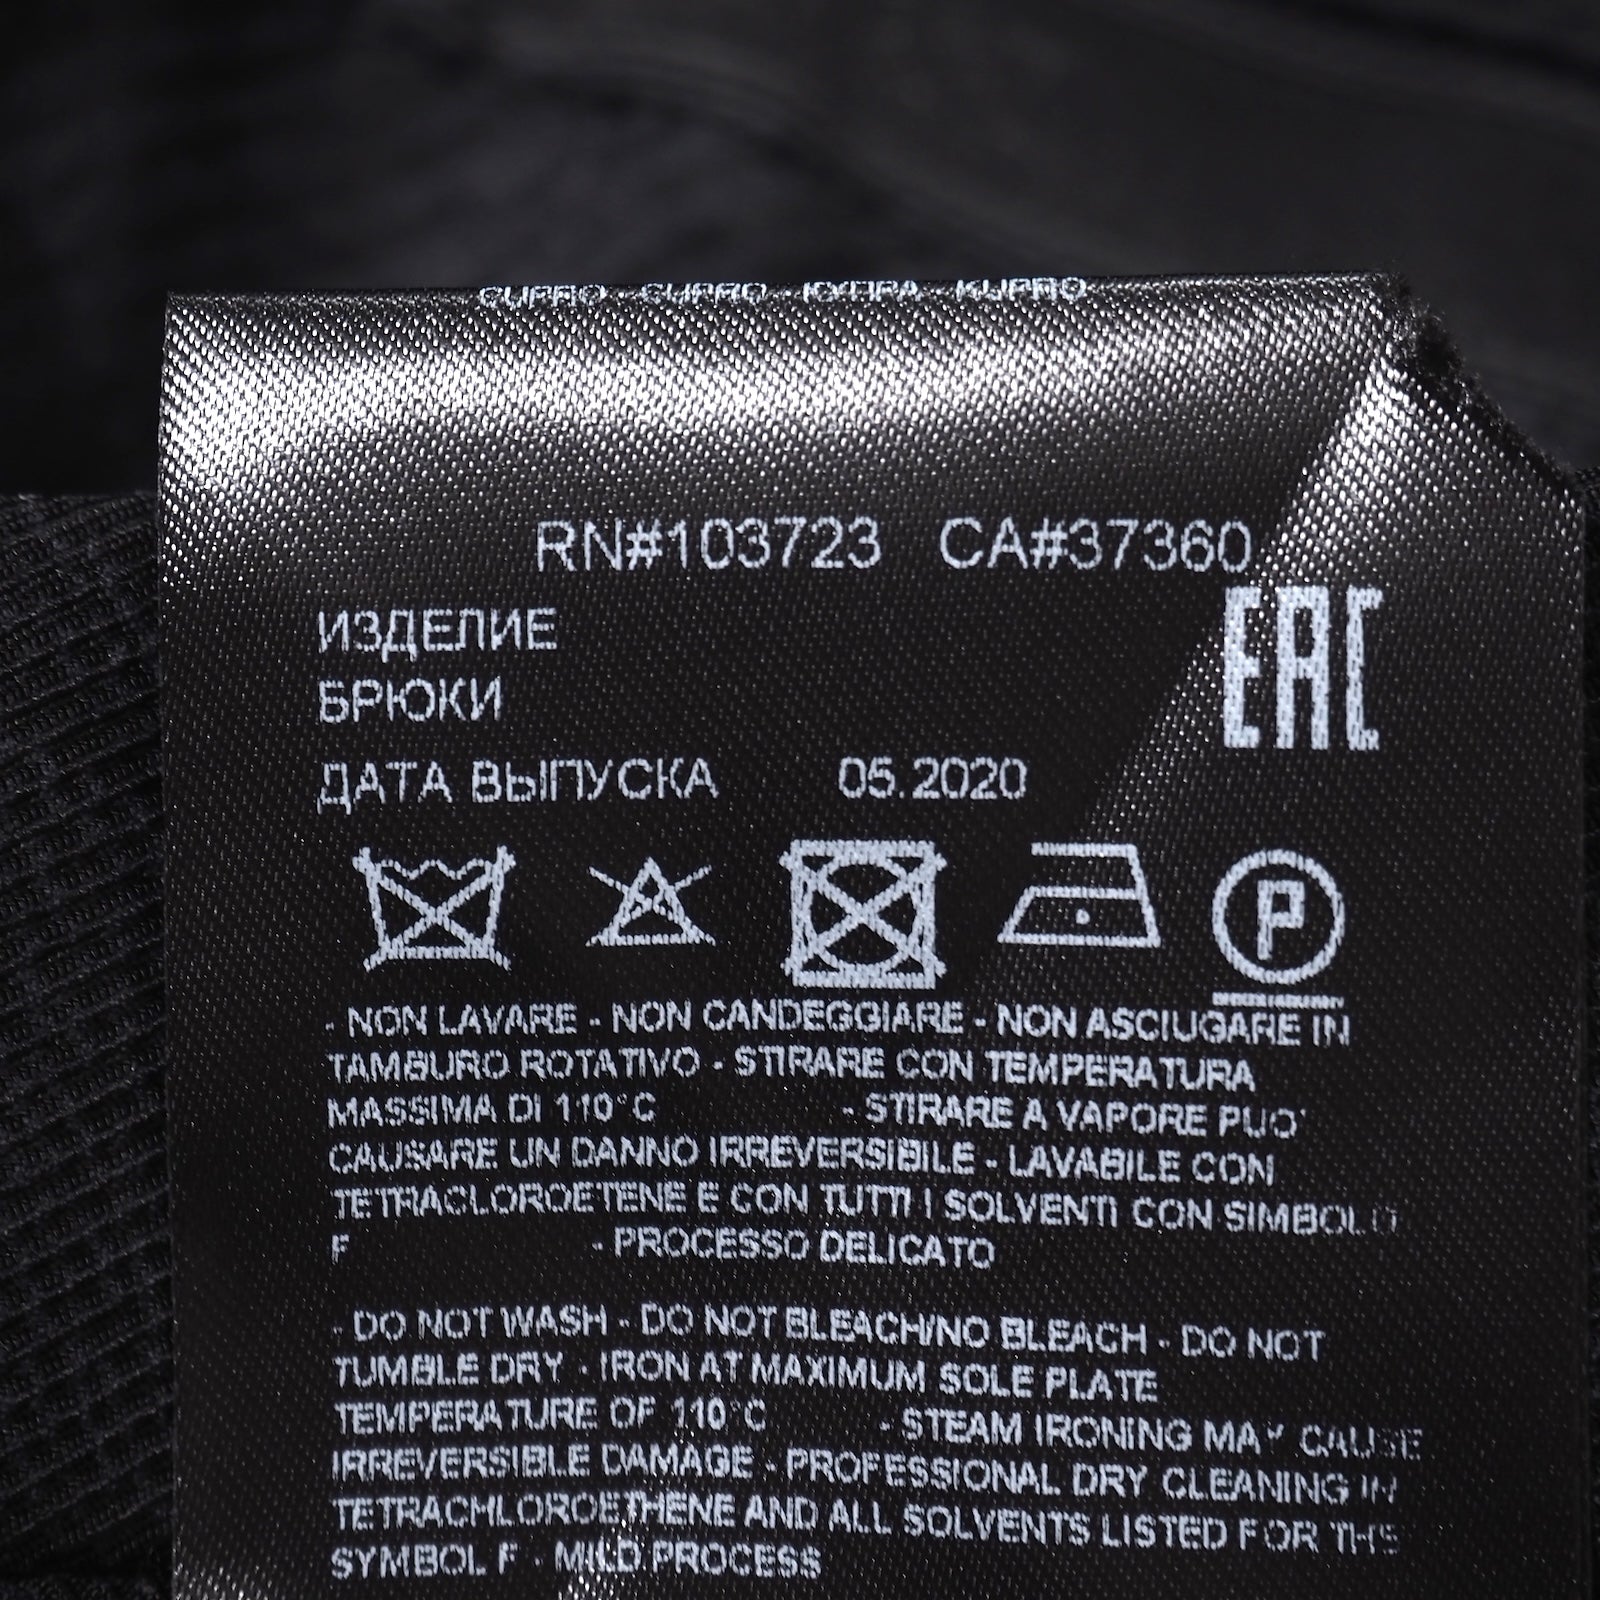 CUPRO CUPRO КУПРА KUPRO
RN#103723 CA#37360
ИЗДЕЛИЕ
БРЮКИ
EAC
ДАТА ВЫПУСКА 05.2020
P
- NON LAVARE - NON CANDEGGIARE - NON ASCIUGARE IN
TAMBURO ROTATIVO - STIRARE CON TEMPERATURA
MASSIMA DI 110°C - STIRARE A VAPORE PUO'
CAUSARE UN DANNO IRREVERSIBILE - LAVABILE CON
TETRACLOROETENE E CON TUTTI I SOLVENTI CON SIMBOLO
F - PROCESSO DELICATO
- DO NOT WASH - DO NOT BLEACH/NO BLEACH - DO NOT
TUMBLE DRY - IRON AT MAXIMUM SOLE PLATE
TEMPERATURE OF 110°C - STEAM IRONING MAY CAUSE
IRREVERSIBLE DAMAGE - PROFESSIONAL DRY CLEANING IN
TETRACHLOROETHENE AND ALL SOLVENTS LISTED FOR THE
SYMBOL F - MILD PROCESS